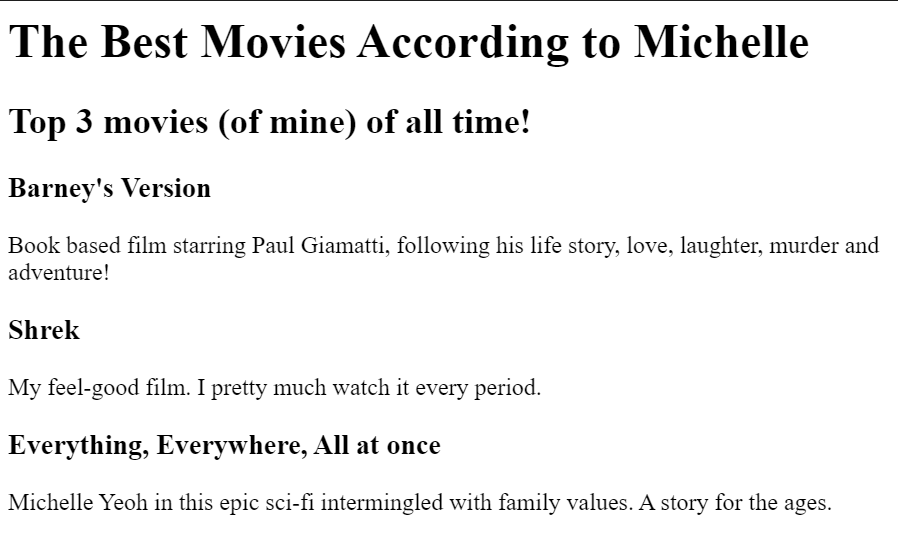 The Best Movies According to Michelle
Top 3 movies (of mine) of all time!
Barney's Version
Book based film starring Paul Giamatti, following his life story, love, laughter, murder and
adventure!
Shrek
My feel-good film. I pretty much watch it every period.
Everything, Everywhere, All at once
Michelle Yeoh in this epic sci-fi intermingled with family values. A story for the ages.